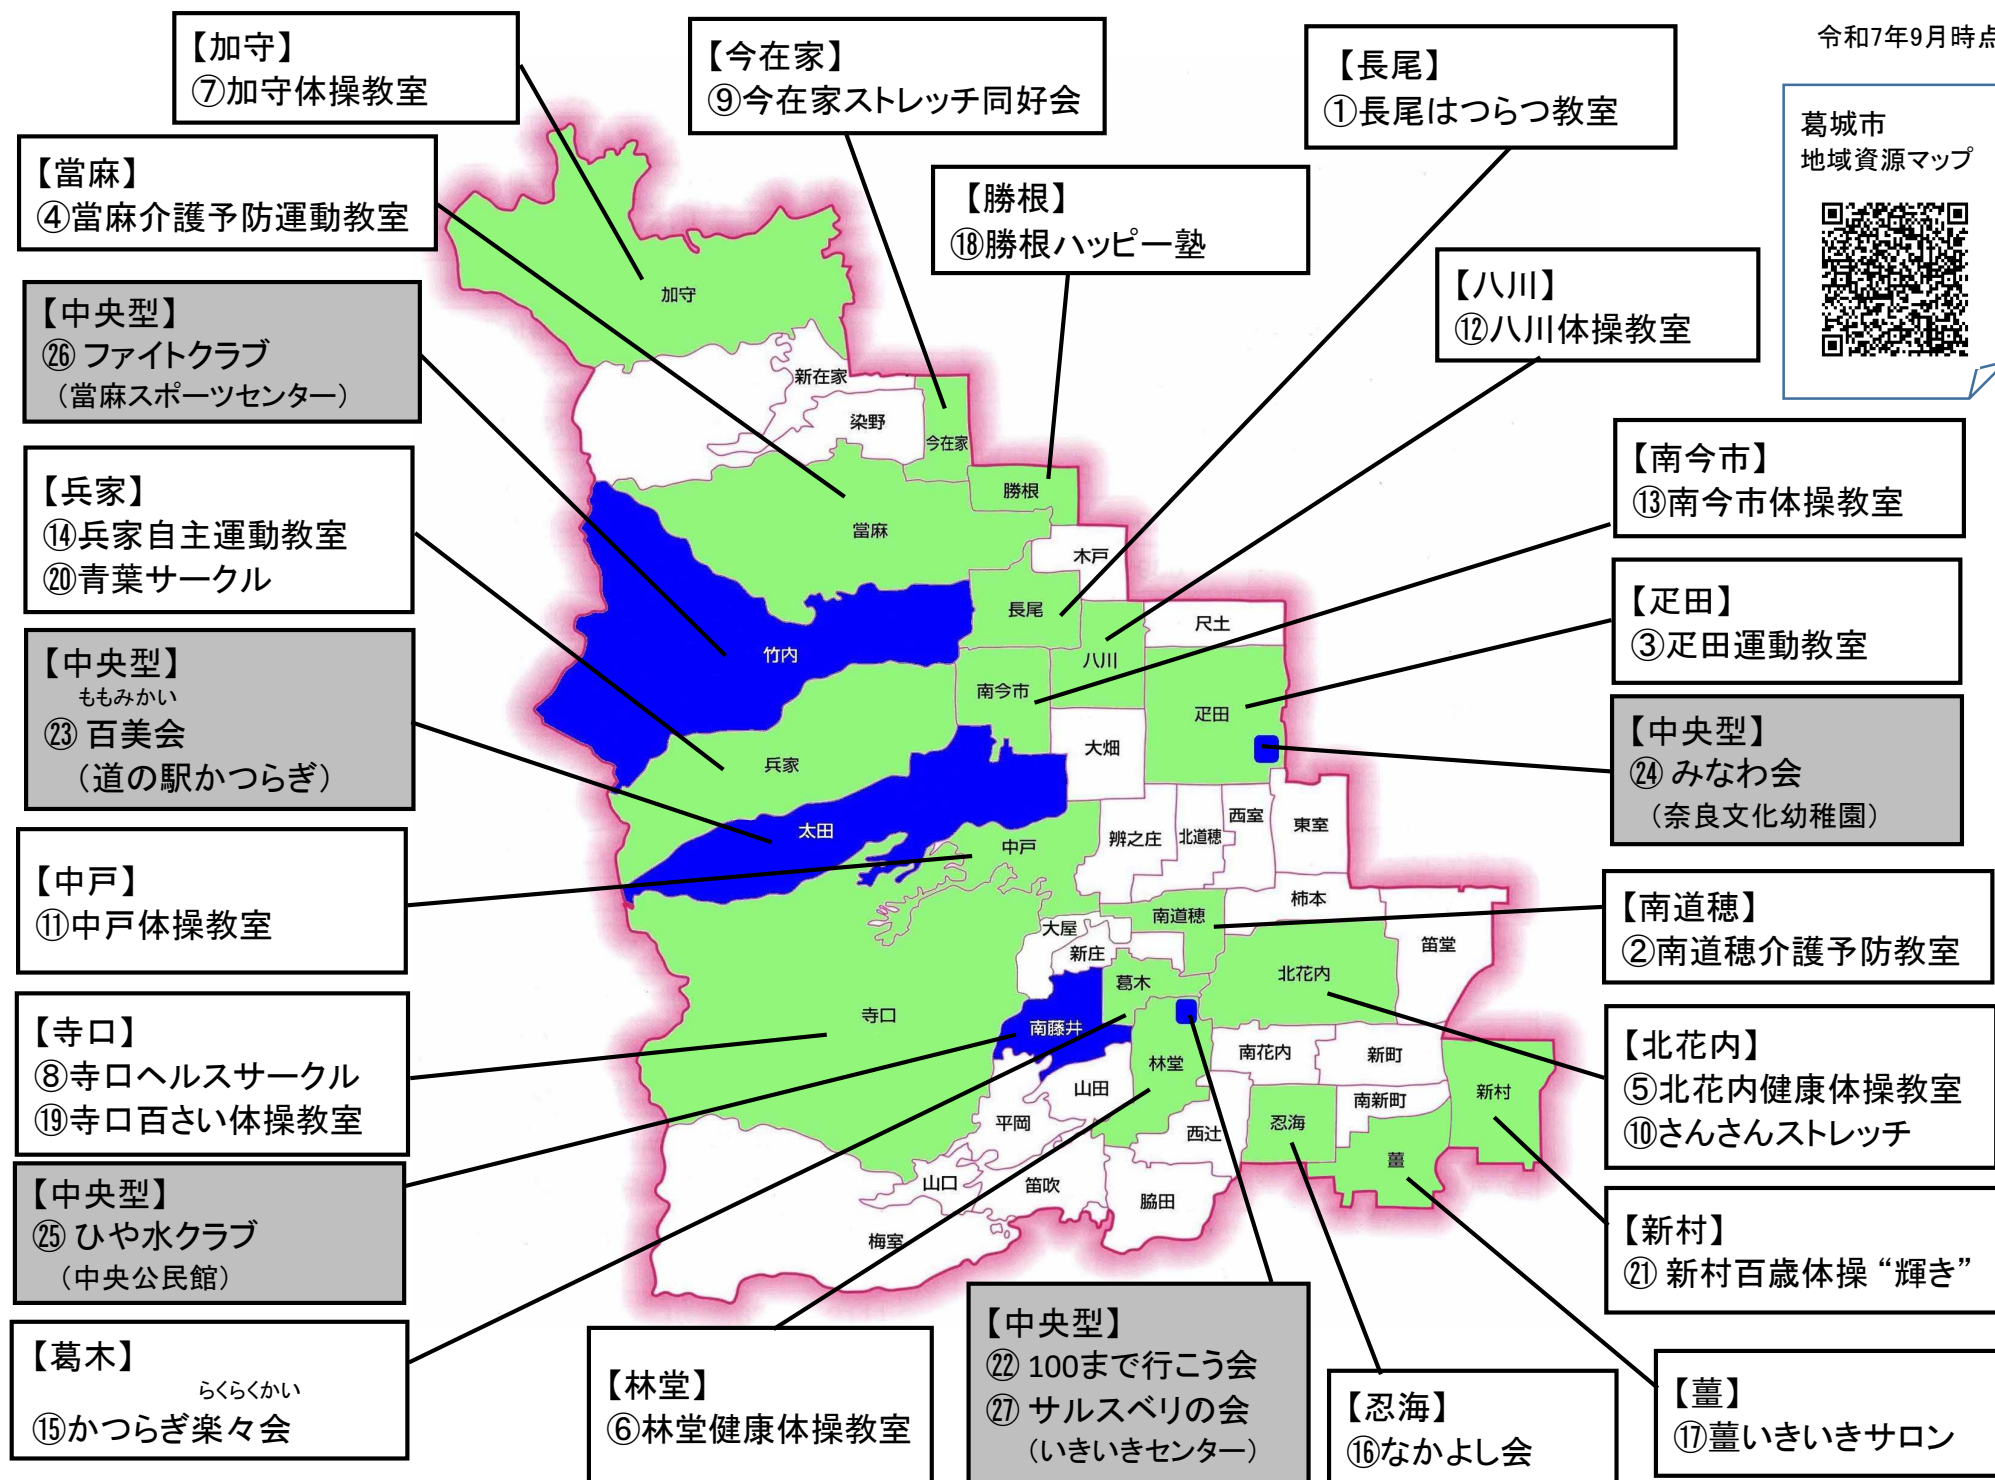 令和7年9月時点
葛城市
地域資源マップ
【加守】
⑦加守体操教室
【今在家】
⑨今在家ストレッチ同好会
【長尾】
①長尾はつらつ教室
【當麻】
④當麻介護予防運動教室
【勝根】
⑱勝根ハッピー塾
【八川】
⑫八川体操教室
【中央型】
㉖ ファイトクラブ
（當麻スポーツセンター）
【南今市】
⑬南今市体操教室
【兵家】
⑭兵家自主運動教室
⑳青葉サークル
【疋田】
③疋田運動教室
【中央型】
ももみかい
㉓ 百美会
（道の駅かつらぎ）
【中央型】
㉔ みなわ会
（奈良文化幼稚園）
【中戸】
⑪中戸体操教室
【南道穂】
②南道穂介護予防教室
【寺口】
⑧寺口ヘルスサークル
⑲寺口百さい体操教室
【北花内】
⑤北花内健康体操教室
⑩さんさんストレッチ
【中央型】
㉕ ひや水クラブ
（中央公民館）
【新村】
㉑ 新村百歳体操 “輝き”
【葛木】
らくらくかい
⑮かつらぎ楽々会
【林堂】
⑥林堂健康体操教室
【中央型】
㉒ 100まで行こう会
㉗ サルスベリの会
（いきいきセンター）
【忍海】
⑯なかよし会
【薑】
⑰薑いきいきサロン
加守
新在家
染野
今在家
勝根
當麻
木戸
長尾
尺土
竹内
八川
南今市
疋田
大畑
兵家
太田
中戸
辨之庄
北道穂
西室
東室
柿本
南道穂
大屋
新庄
笛堂
葛木
北花内
寺口
南藤井
林堂
南花内
新町
山田
新村
南新町
平岡
西辻
忍海
薑
山口
笛吹
脇田
梅室